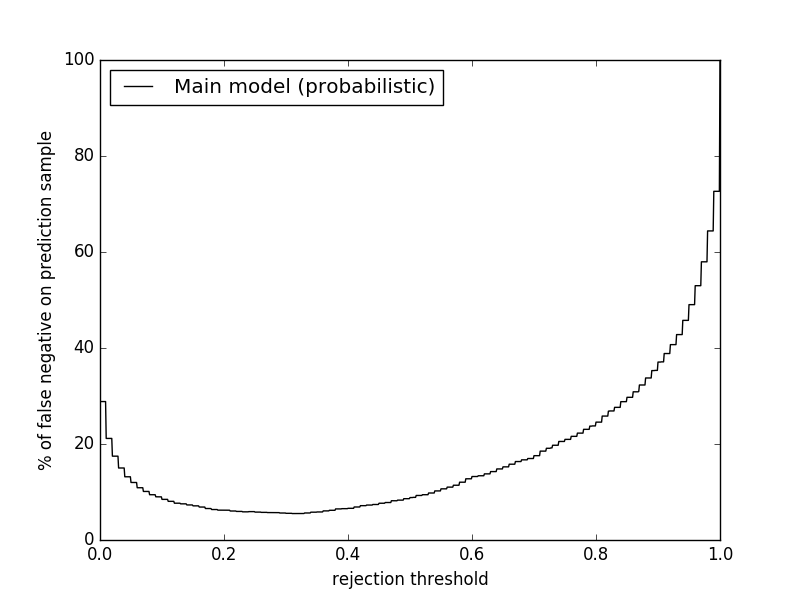 Main model (probabilistic)
% of false negative on prediction sample
100
80
60
40
20
0
0.0 0.2 0.4 0.6 0.8 1.0
rejection threshold